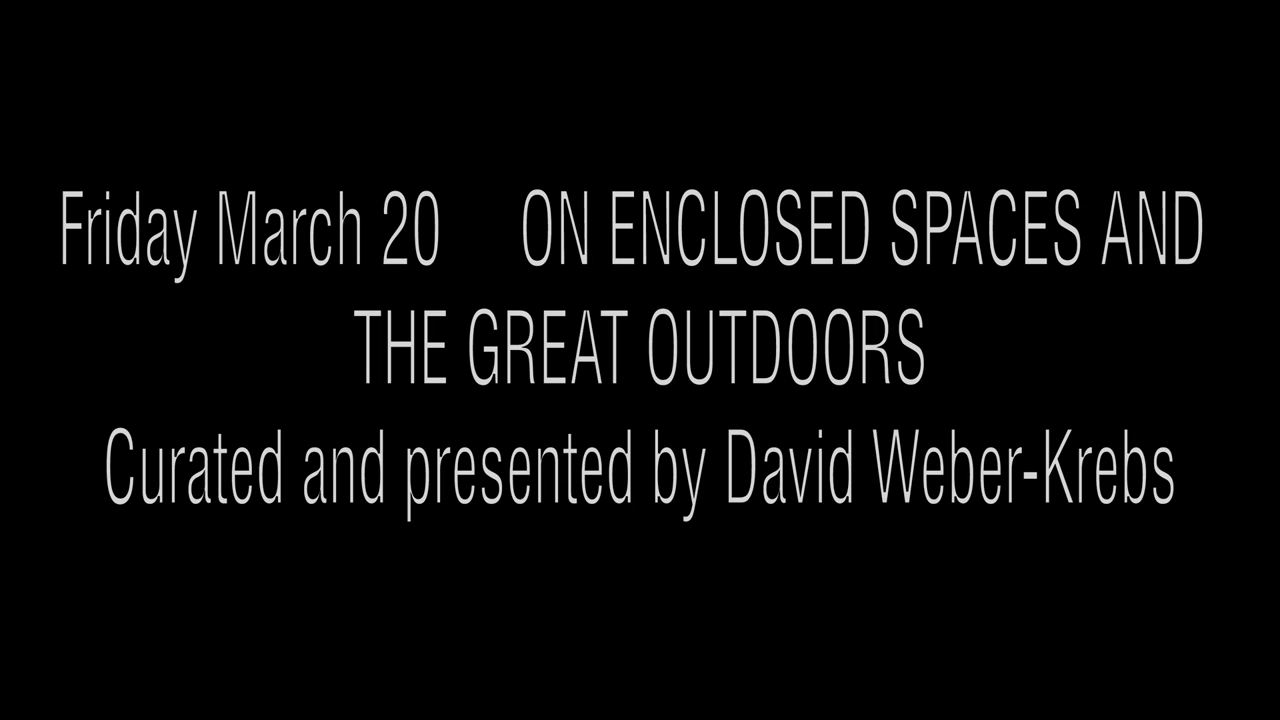 Friday March 20 ON ENCLOSED SPACES AND
THE GREAT OUTDOORS
Curated and presented by David Weber-Krebs